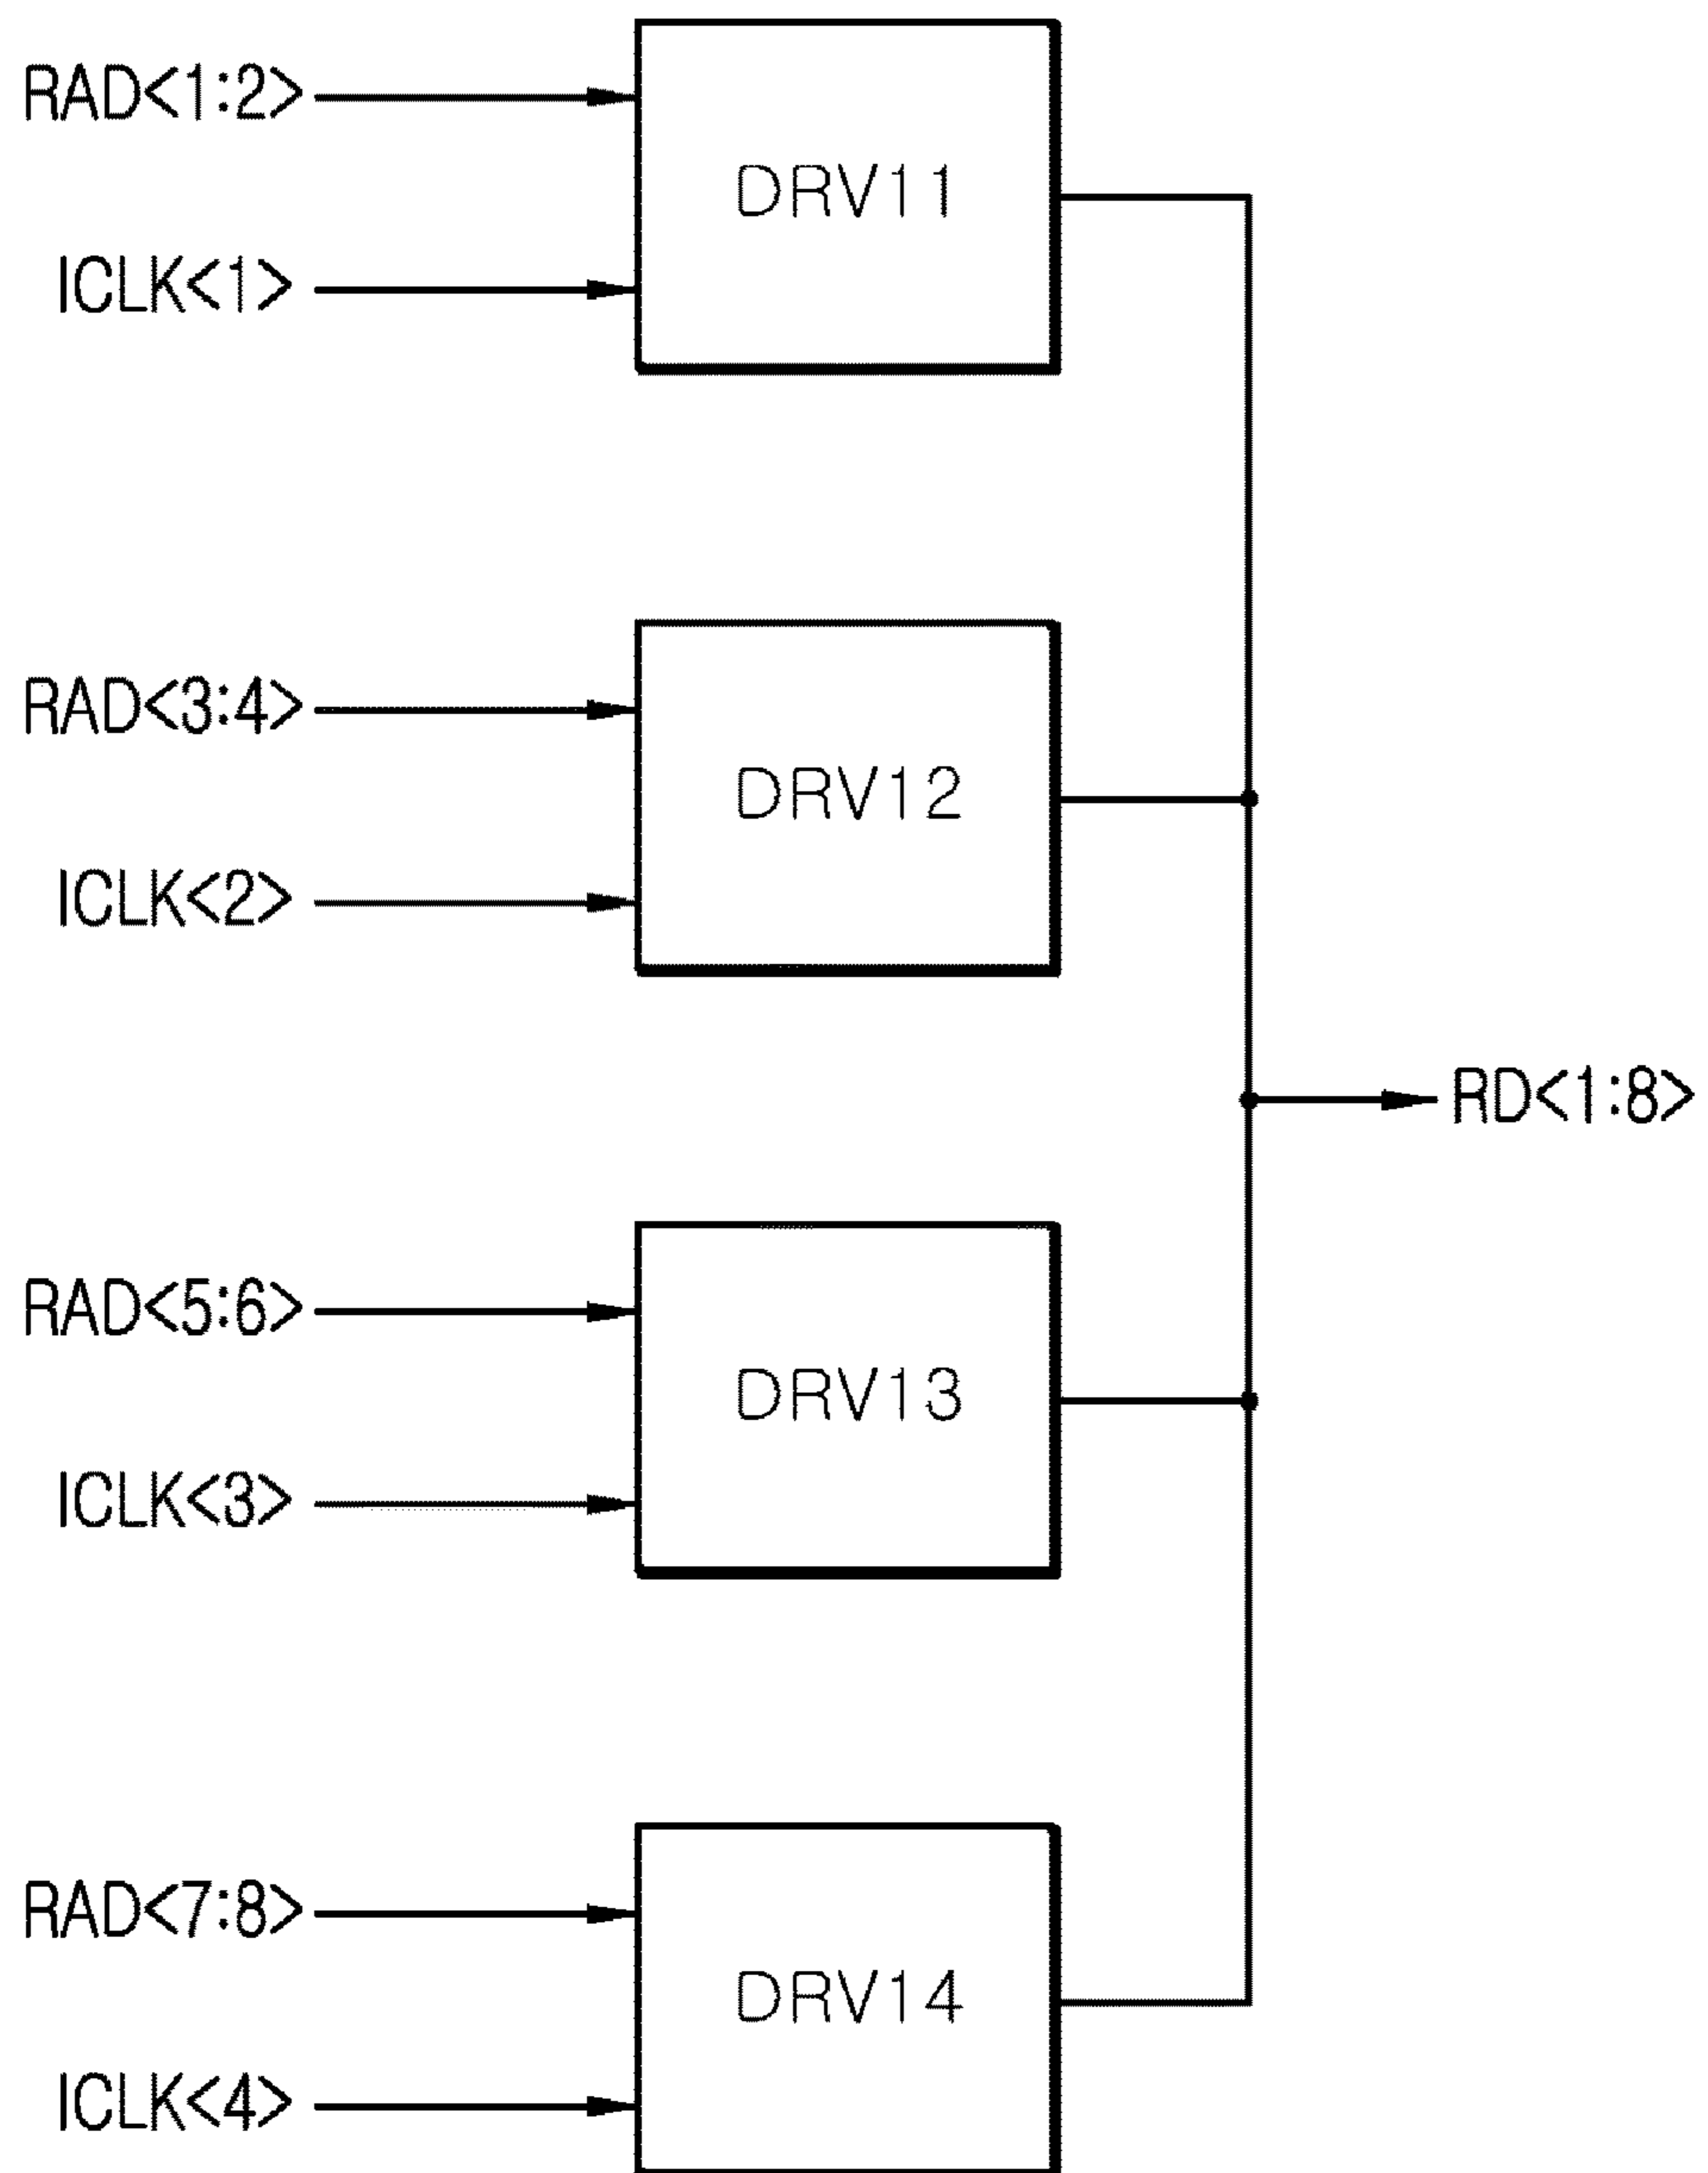 RAD<1:2>
DRV11
ICLK<1>
RAD<3:4>
DRV12
ICLK<2>
RD<1:8>
RAD<5:6>
DRV13
ICLK<3>
RAD<7:8>
DRV14
ICLK<4>